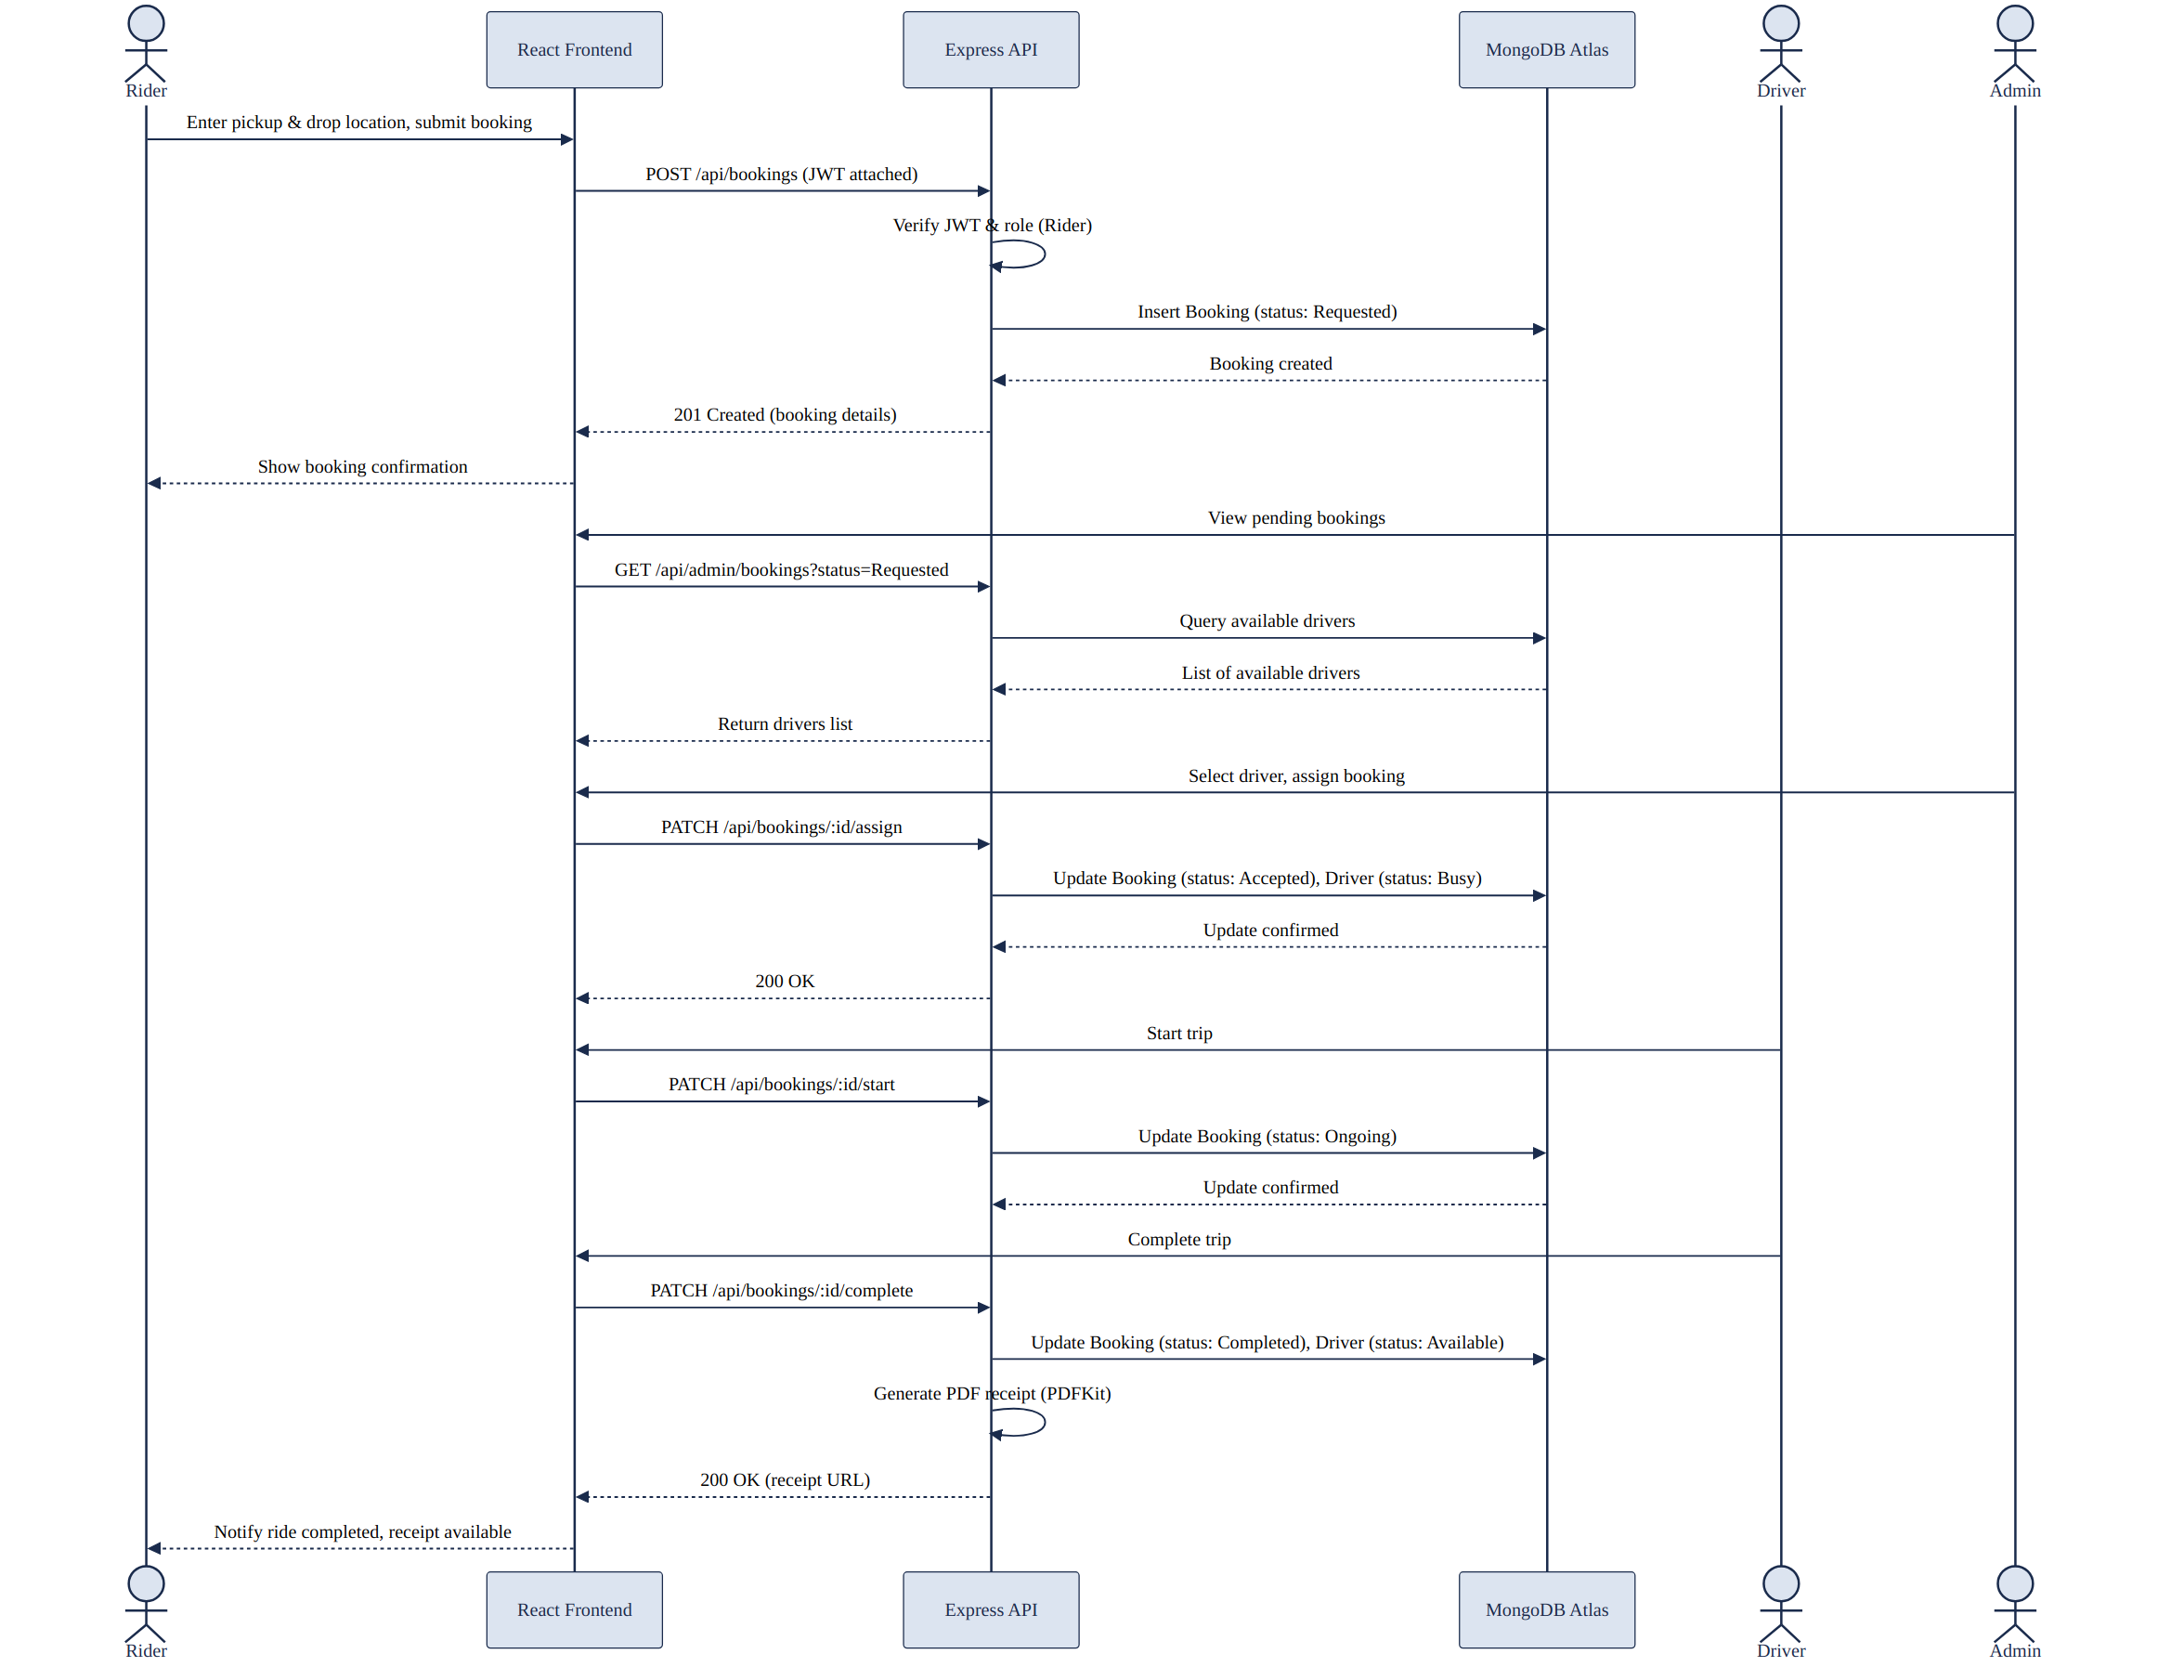 Rider
React Frontend
Express API
MongoDB Atlas
Driver
Admin
Enter pickup & drop location, submit booking
POST /api/bookings (JWT attached)
Verify JWT & role (Rider)
Insert Booking (status: Requested)
Booking created
201 Created (booking details)
Show booking confirmation
View pending bookings
GET /api/admin/bookings?status=Requested
Query available drivers
List of available drivers
Return drivers list
Select driver, assign booking
PATCH /api/bookings/:id/assign
Update Booking (status: Accepted), Driver (status: Busy)
Update confirmed
200 OK
Start trip
PATCH /api/bookings/:id/start
Update Booking (status: Ongoing)
Update confirmed
Complete trip
PATCH /api/bookings/:id/complete
Update Booking (status: Completed), Driver (status: Available)
Generate PDF receipt (PDFKit)
200 OK (receipt URL)
Notify ride completed, receipt available
Rider
React Frontend
Express API
MongoDB Atlas
Driver
Admin